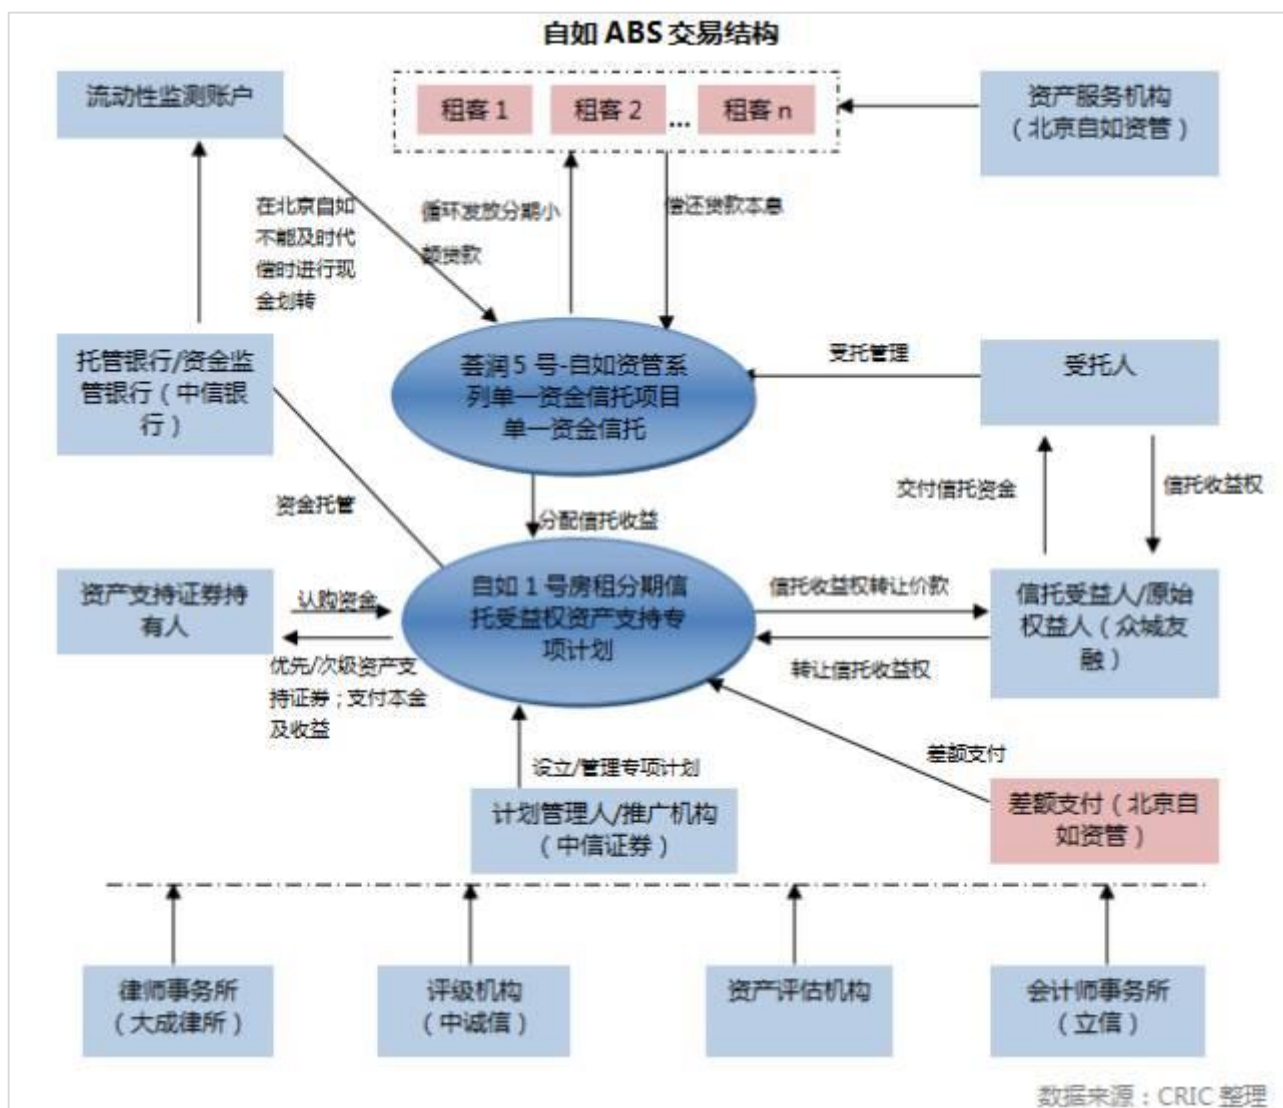 自如 ABS 交易结构
流动性监测账户
租客 1
租客 2
...
租客 n
资产服务机构
（北京自如资管）
在北京自如
不能及时代
偿时进行现
金划转
循环发放分期小
额贷款
偿还贷款本息
托管银行/资金监
管银行（中信银
行）
荟润 5 号-自如资管系
列单一资金信托项目
单一资金信托
受托管理
受托人
资金托管
分配信托收益
交付信托资金
信托收益权
资产支持证券持
有人
认购资金
优先/次级资产支
持证券；支付本金
及收益
自如 1 号房租分期信
托受益权资产支持专
项计划
信托收益权转让价款
转让信托收益权
信托受益人/原始
权益人（众城友
融）
设立/管理专项计划
计划管理人/推广机构
（中信证券）
差额支付
差额支付（北京自
如资管）
律师事务所
（大成律所）
评级机构
（中诚信）
资产评估机构
会计师事务所
（立信）
数据来源：CRIC 整理